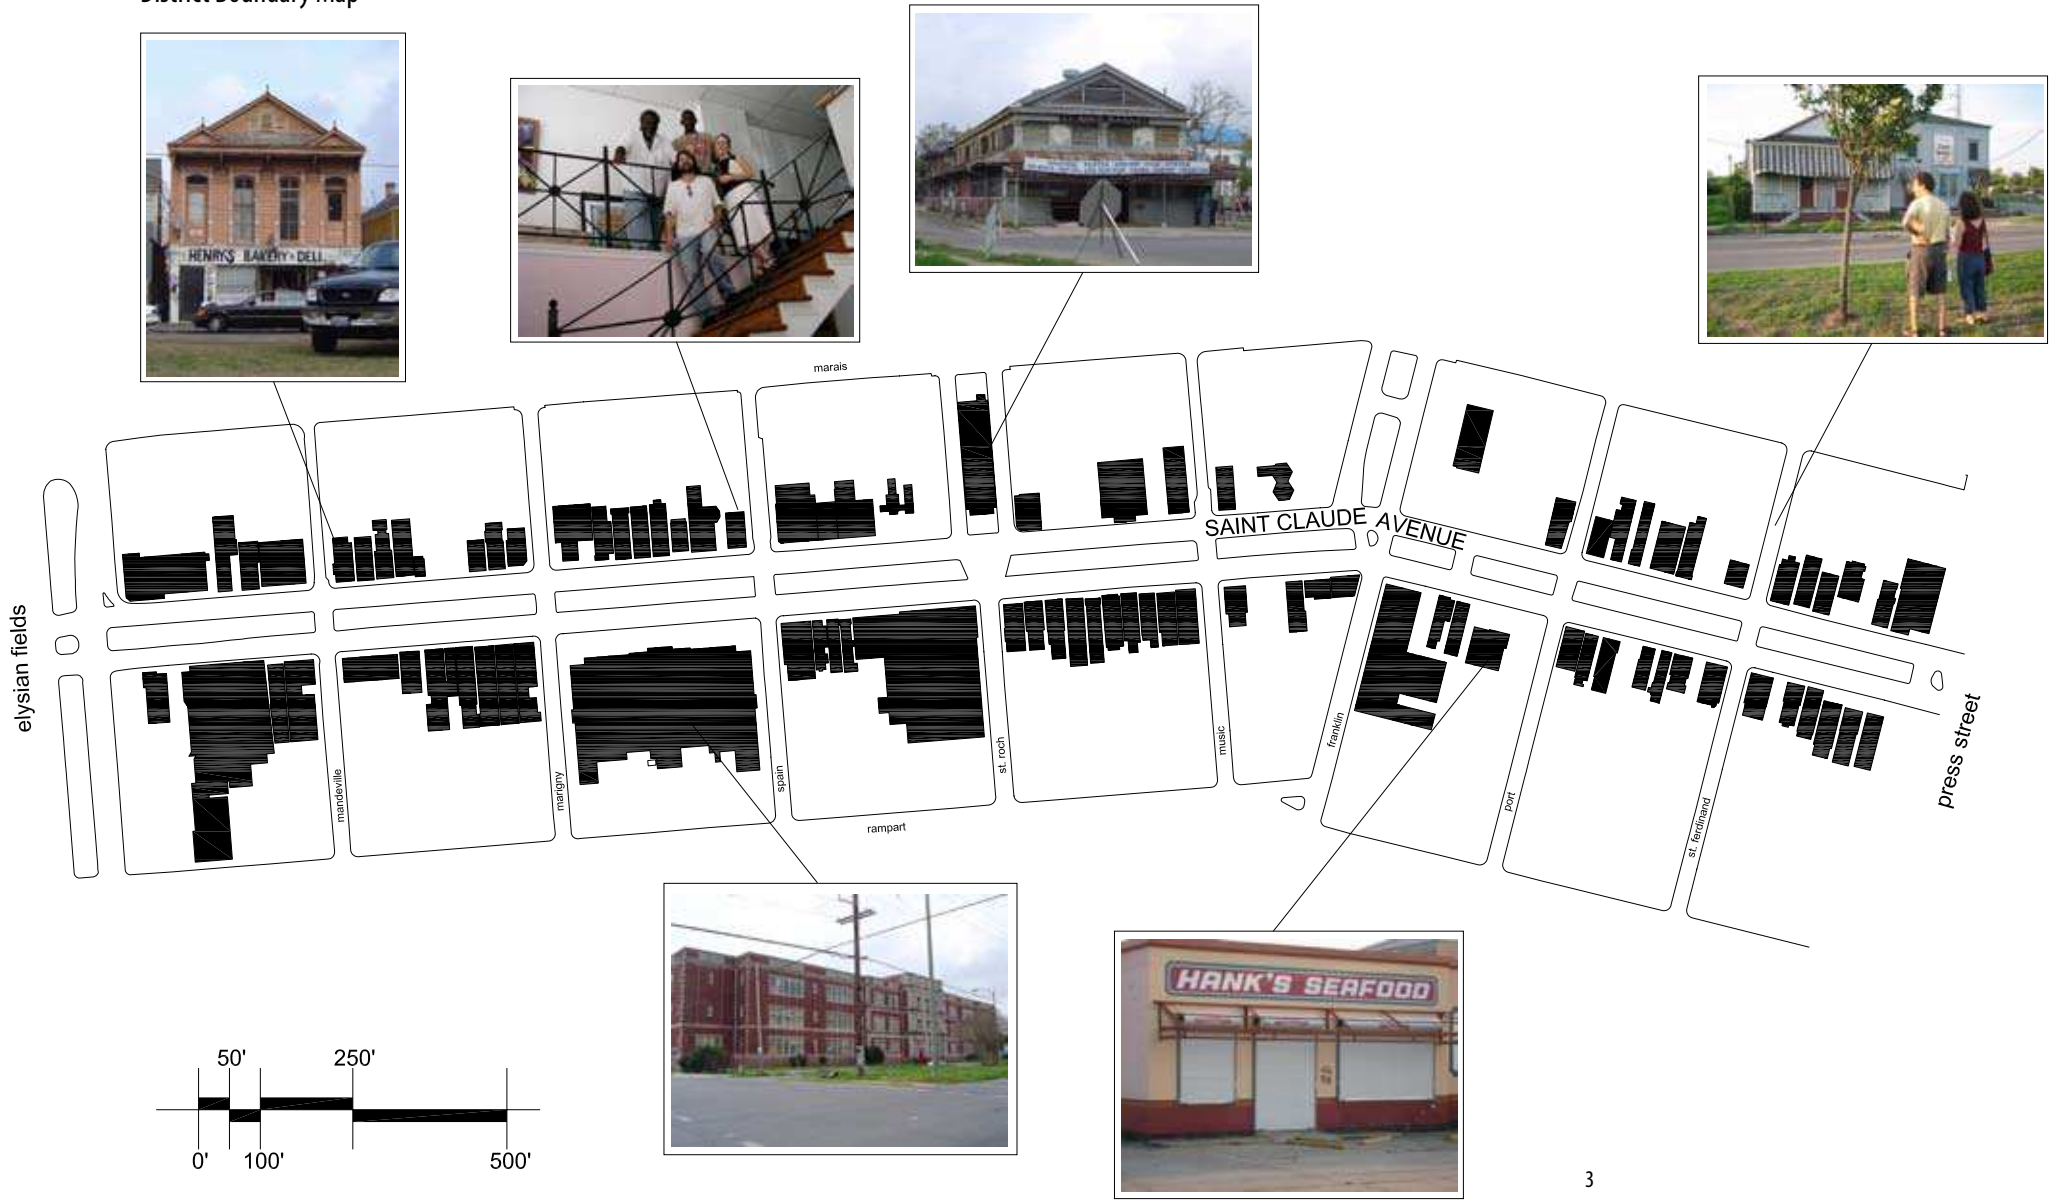 District Boundary Map
HENRY'S BAKERY & DELI
marais
SAINT CLAUDE AVENUE
elysian fields
mandeville
marigny
spain
st. roch
music
franklin
port
st. ferdinand
press street
rampart
HANK'S SEAFOOD
50' 250'
0' 100' 500'
3